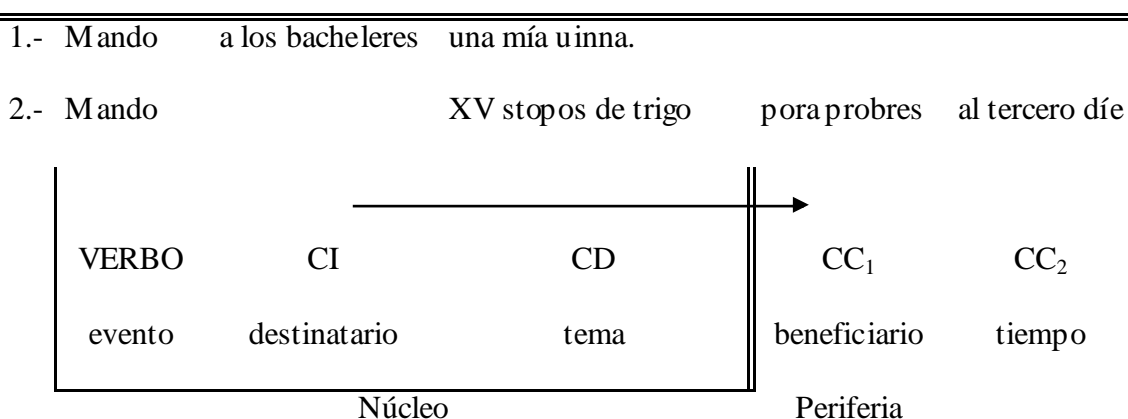 1.- Mando a los bacheleres una mía uinna.
2.- Mando XV stopos de trigo pora probres al tercero díe
VERBO CI CD CC₁ CC₂
evento destinatario tema beneficiario tiempo
Núcleo Periferia